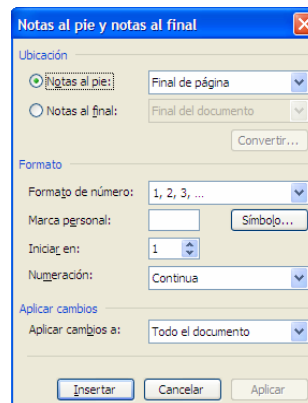 Notas al pie y notas al final
Ubicación
Notas al pie: Final de página
Notas al final: Final del documento
Convertir...
Formato
Formato de número: 1, 2, 3, ...
Marca personal: Símbolo...
Iniciar en: 1
Numeración: Continua
Aplicar cambios
Aplicar cambios a: Todo el documento
Insertar Cancelar Aplicar